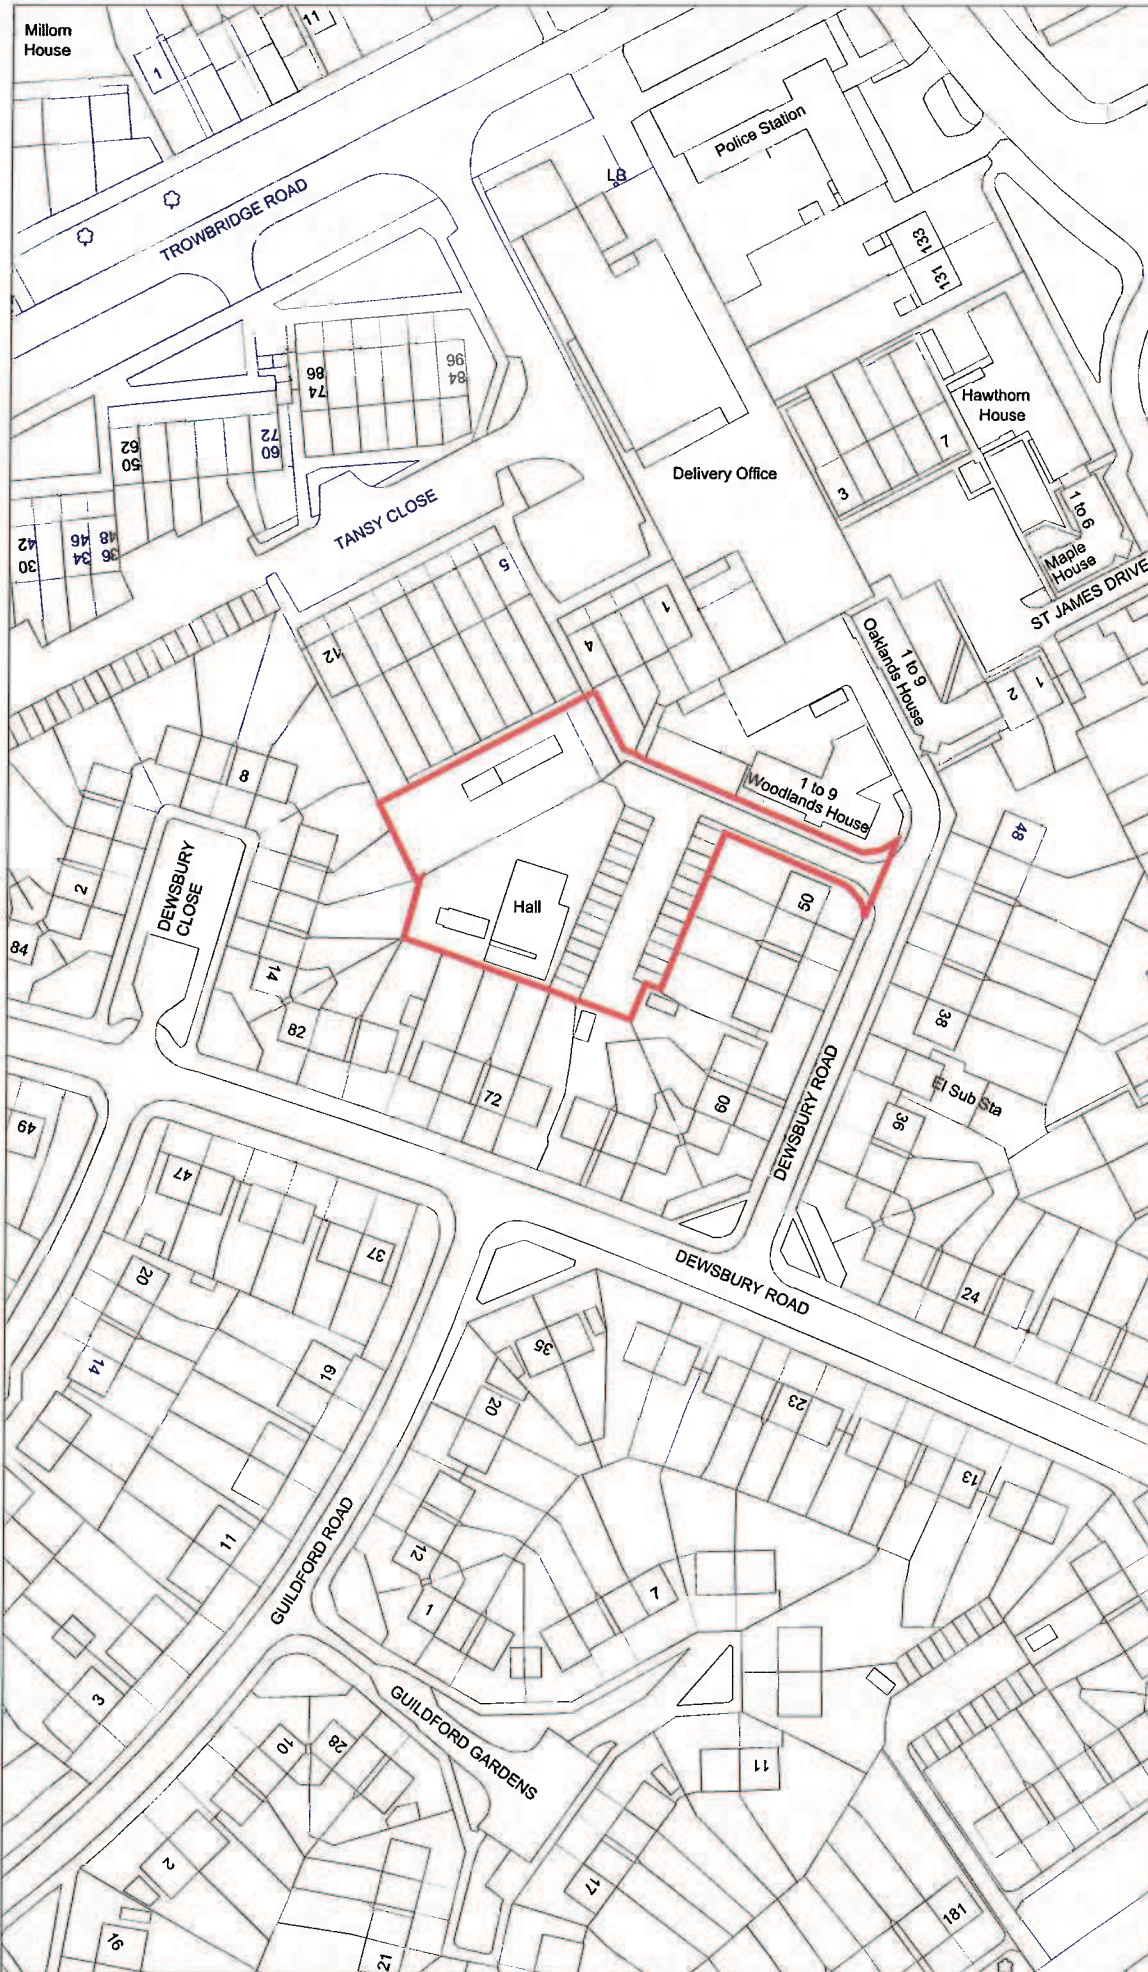 Millom
House
1
11
Police Station
LB
TROWBRIDGE ROAD
133
131
86
74
96
84
Hawthorn
House
62
50
72
60
7
3
Delivery Office
TANSY CLOSE
1 to 6
Maple
House
ST JAMES DRIVE
42
30
46
34
48
36
5
12
4
1
1 to 9
Oaklands House
2
1
8
1 to 9
Woodlands House
48
DEWSBURY
CLOSE
2
84
Hall
50
14
82
38
72
60
El Sub Sta
36
DEWSBURY ROAD
49
47
37
20
14
19
DEWSBURY ROAD
24
35
20
23
13
11
12
1
7
GUILDFORD ROAD
3
GUILDFORD GARDENS
10
28
11
2
17
16
21
181